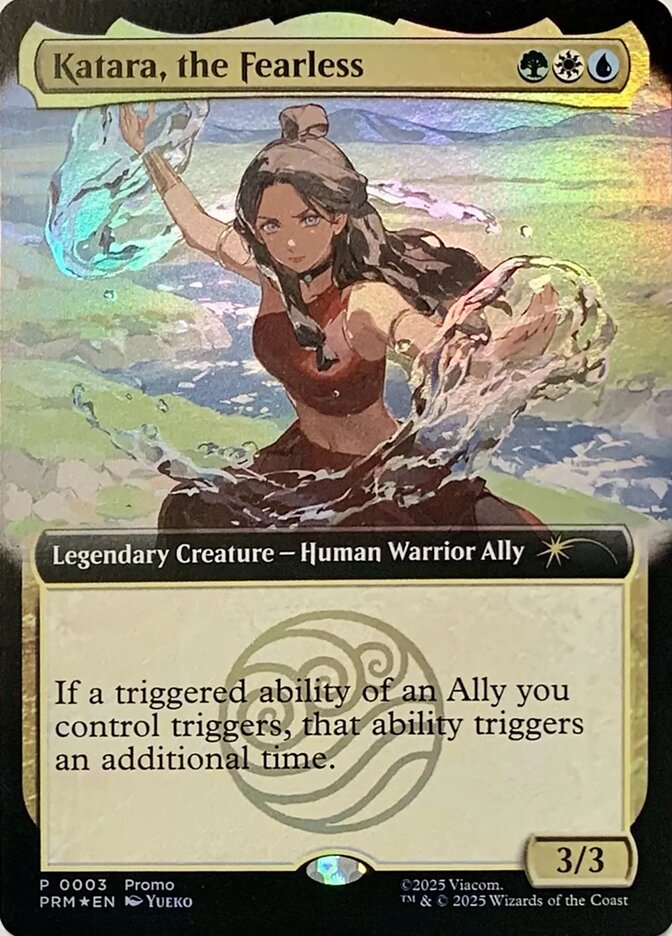 Katara, the Fearless
Legendary Creature – Human Warrior Ally
If a triggered ability of an Ally you
control triggers, that ability triggers
an additional time.
3/3
P 0003 Promo
PRM★EN Yueko
©2025 Viacom.
™ & © 2025 Wizards of the Coast